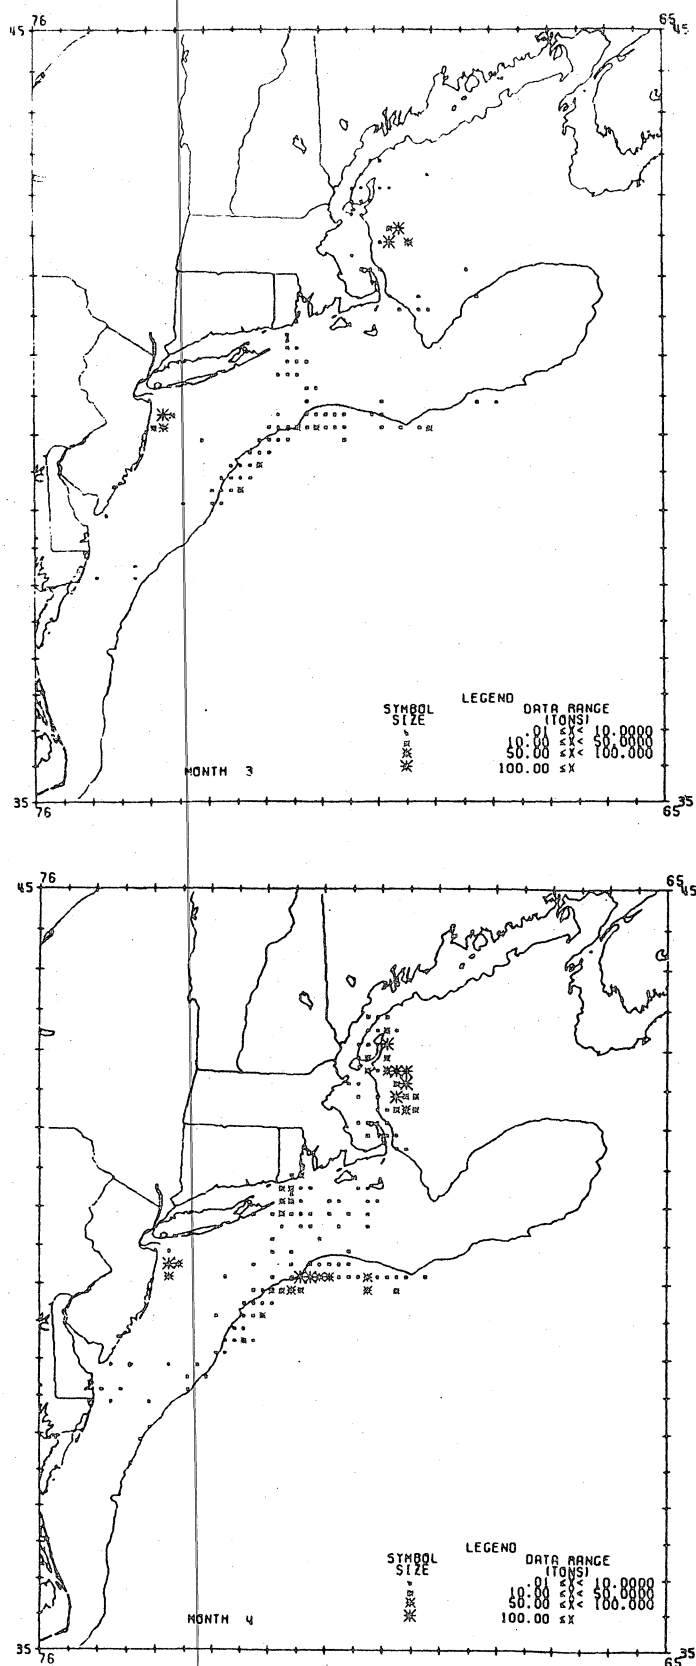 76 65
45 45
LEGEND
SYMBOL DATA RANGE
SIZE (TONS)
.01 ≤X< 10.0000
10.00 ≤X< 50.0000
50.00 ≤X< 100.000
MONTH 3 100.00 ≤X
35 35
76 65
76 65
45 45
LEGEND
SYMBOL DATA RANGE
SIZE (TONS)
.01 ≤X< 10.0000
10.00 ≤X< 50.0000
50.00 ≤X< 100.000
MONTH 4 100.00 ≤X
35 35
76 65